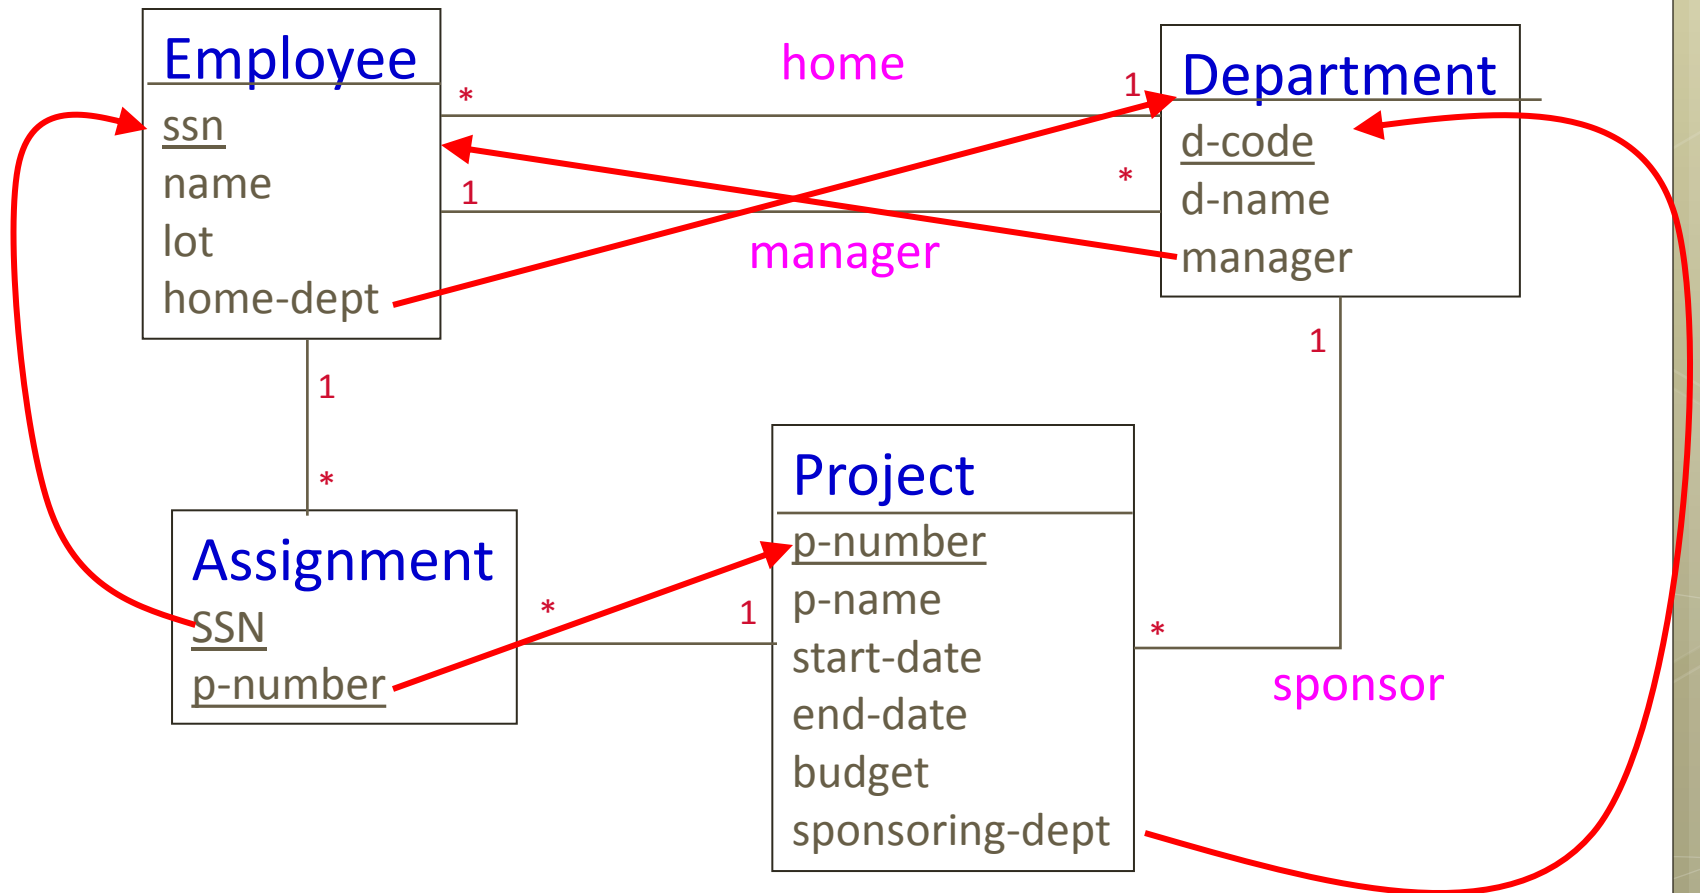 Employee
ssn
name
lot
home-dept
*
1
home
manager
1
*
Department
d-code
d-name
manager
1
*
1
*
1
*
sponsor
Assignment
SSN
p-number
Project
p-number
p-name
start-date
end-date
budget
sponsoring-dept